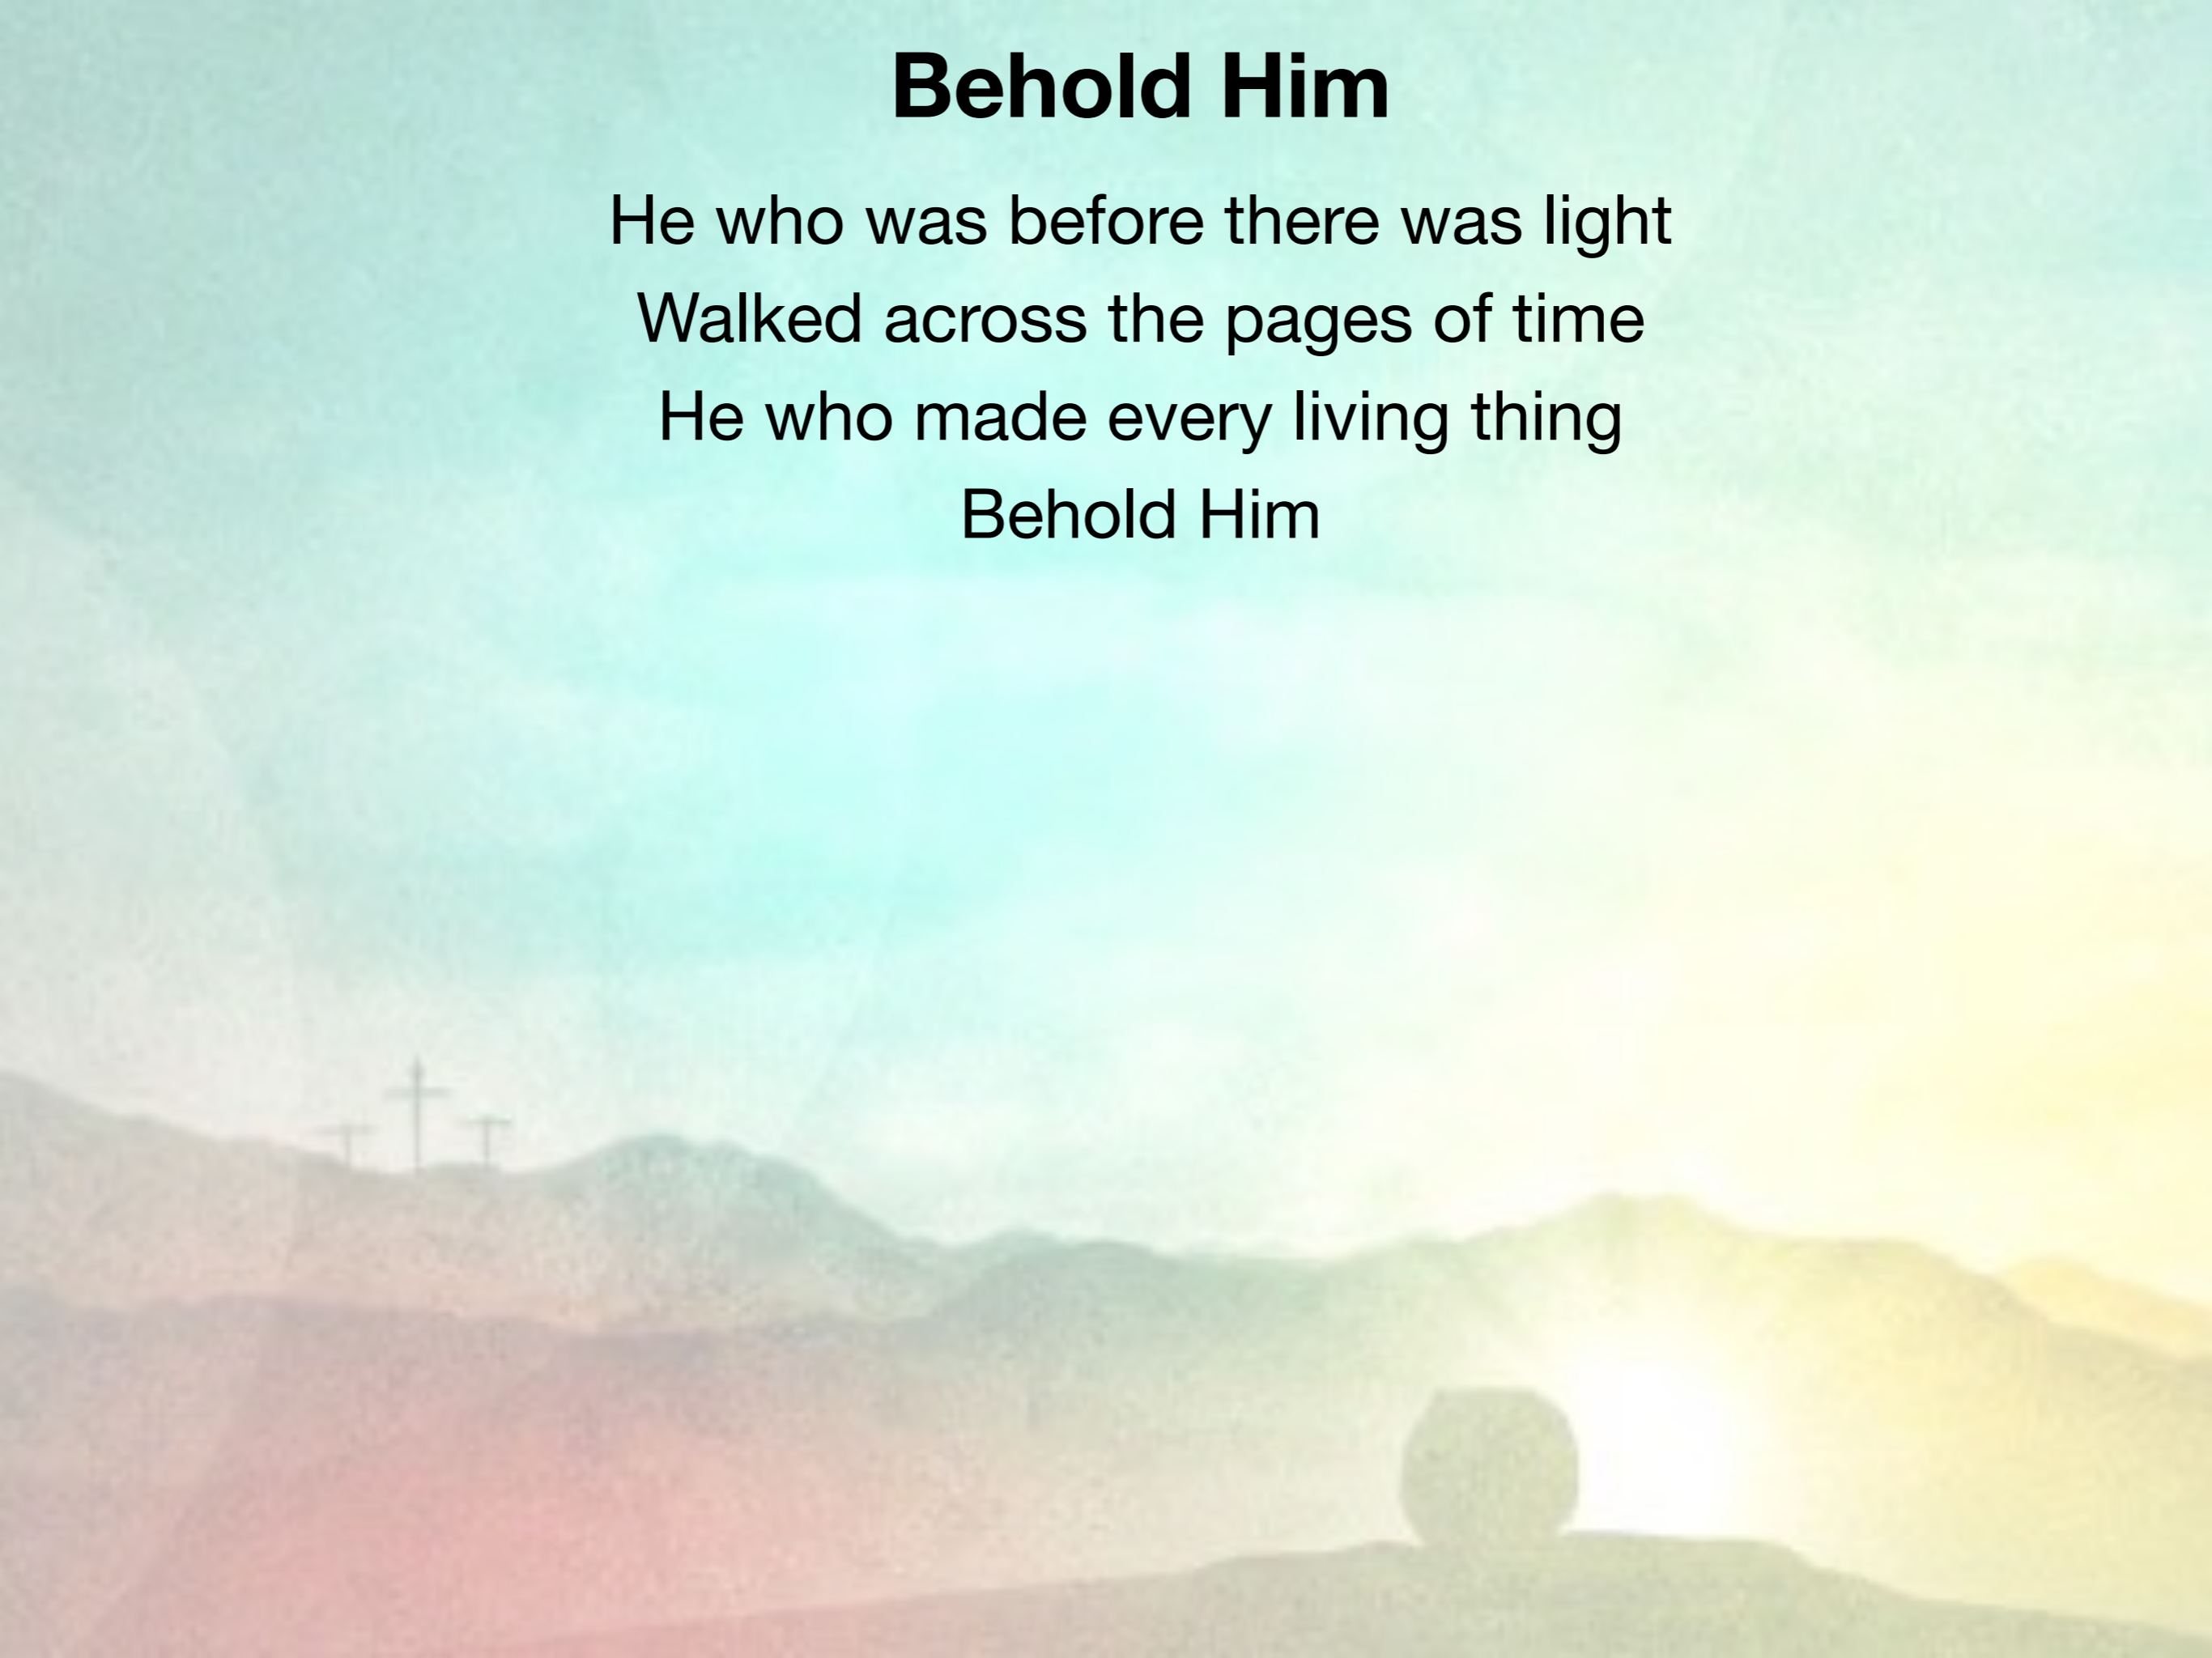 Behold Him
He who was before there was light
Walked across the pages of time
He who made every living thing
Behold Him